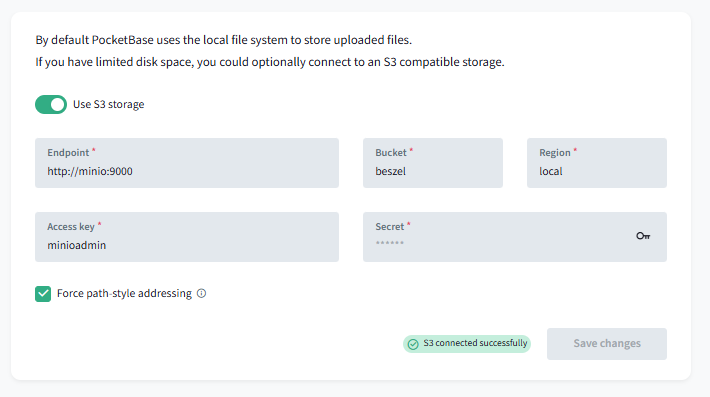 By default PocketBase uses the local file system to store uploaded files.
If you have limited disk space, you could optionally connect to an S3 compatible storage.
Use S3 storage
Endpoint *
http://minio:9000
Bucket *
beszel
Region *
local
Access key *
minioadmin
Secret *
******
Force path-style addressing
S3 connected successfully
Save changes